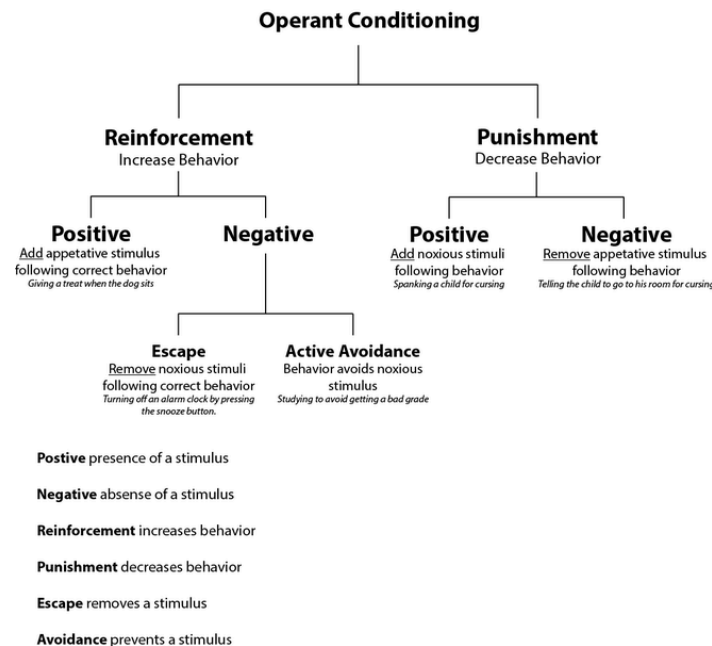 Operant Conditioning
Reinforcement
Increase Behavior
Punishment
Decrease Behavior
Positive
Add appetative stimulus
following correct behavior
Giving a treat when the dog sits
Negative
Positive
Add noxious stimuli
following behavior
Spanking a child for cursing
Negative
Remove appetative stimulus
following behavior
Telling the child to go to his room for cursing
Escape
Remove noxious stimuli
following correct behavior
Turning off an alarm clock by pressing
the snooze button.
Active Avoidance
Behavior avoids noxious
stimulus
Studying to avoid getting a bad grade
Postive presence of a stimulus
Negative absense of a stimulus
Reinforcement increases behavior
Punishment decreases behavior
Escape removes a stimulus
Avoidance prevents a stimulus